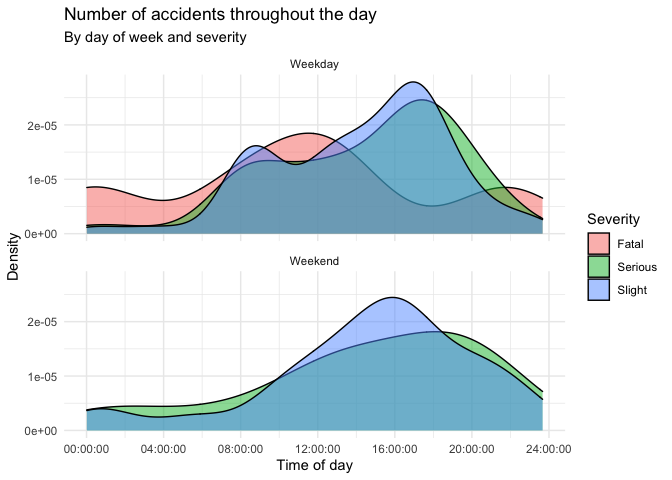 Number of accidents throughout the day
By day of week and severity
Weekday
2e-05
1e-05
0e+00
Weekend
2e-05
1e-05
0e+00
00:00:00 04:00:00 08:00:00 12:00:00 16:00:00 20:00:00 24:00:00
Time of day
Density
Severity
Fatal
Serious
Slight